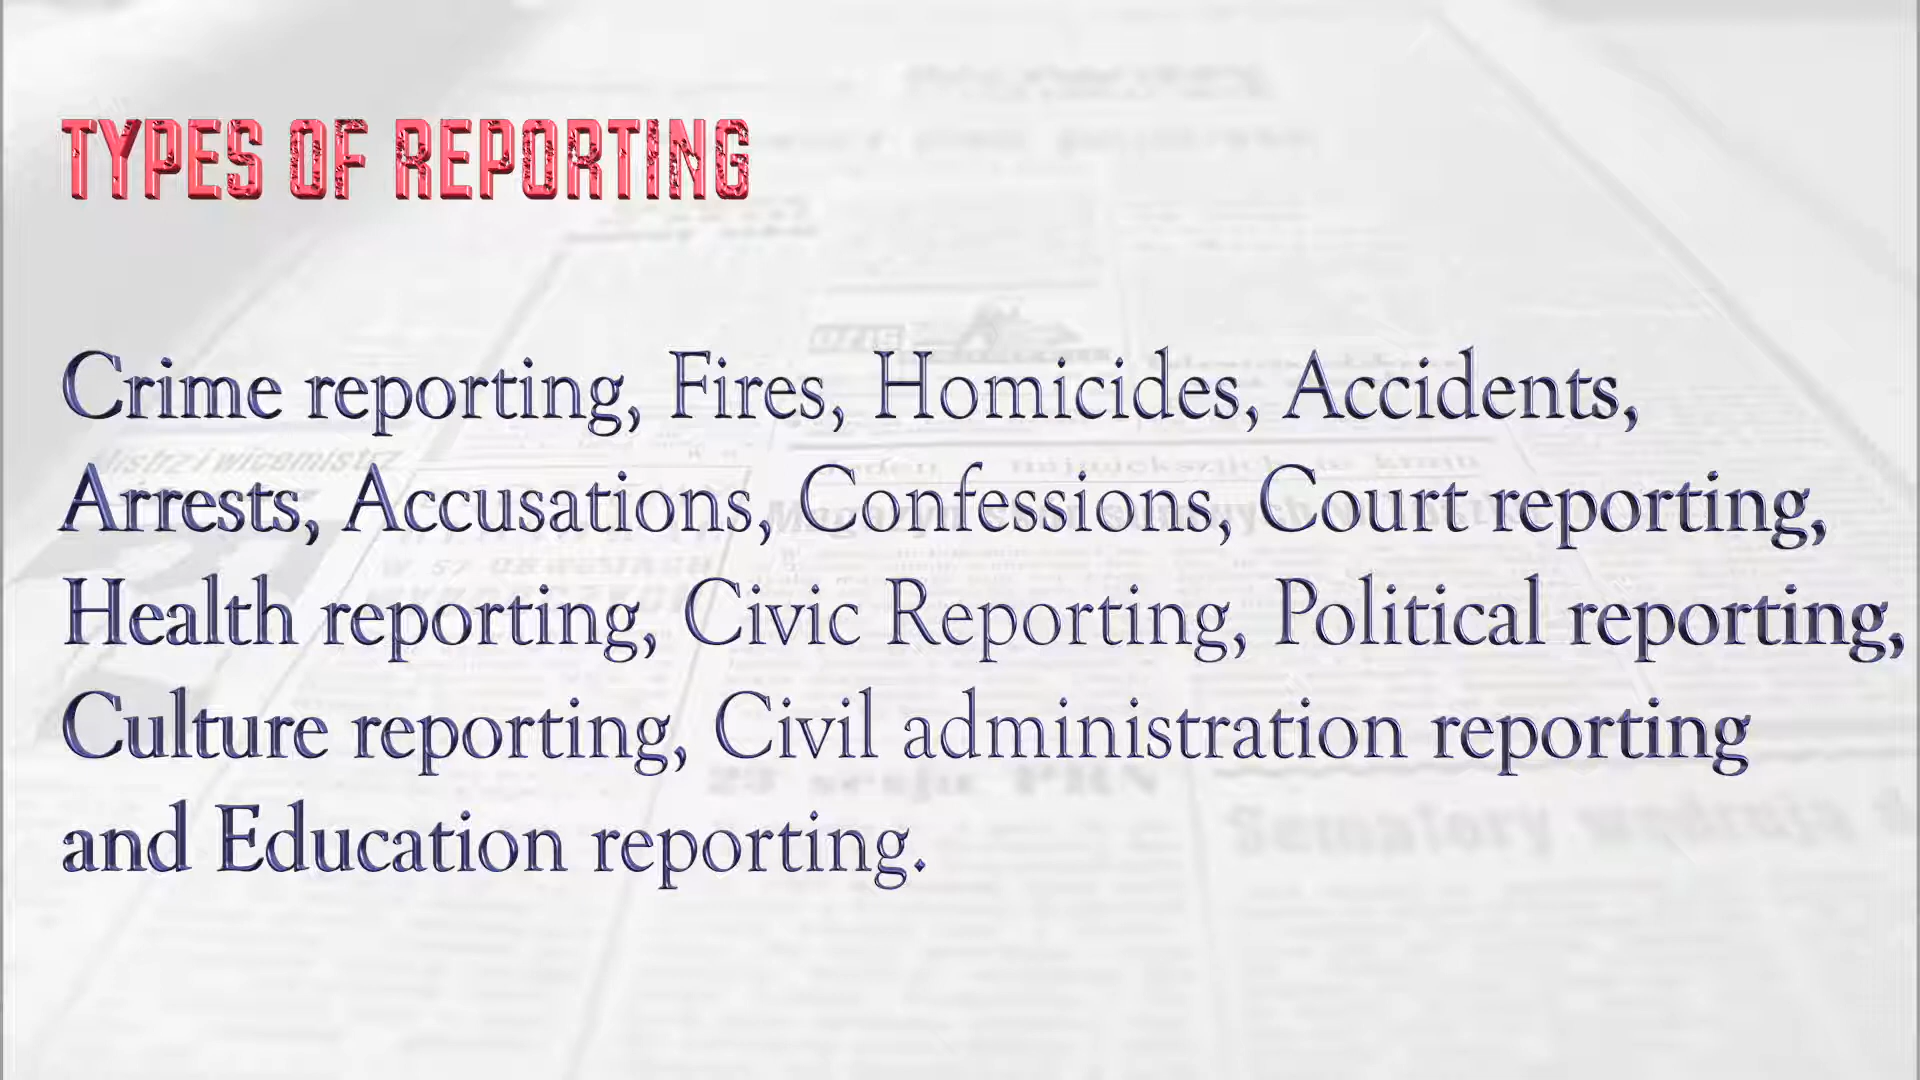 TYPES OF REPORTING
Crime reporting, Fires, Homicides, Accidents,
Arrests, Accusations, Confessions, Court reporting,
Health reporting, Civic Reporting, Political reporting,
Culture reporting, Civil administration reporting
and Education reporting.